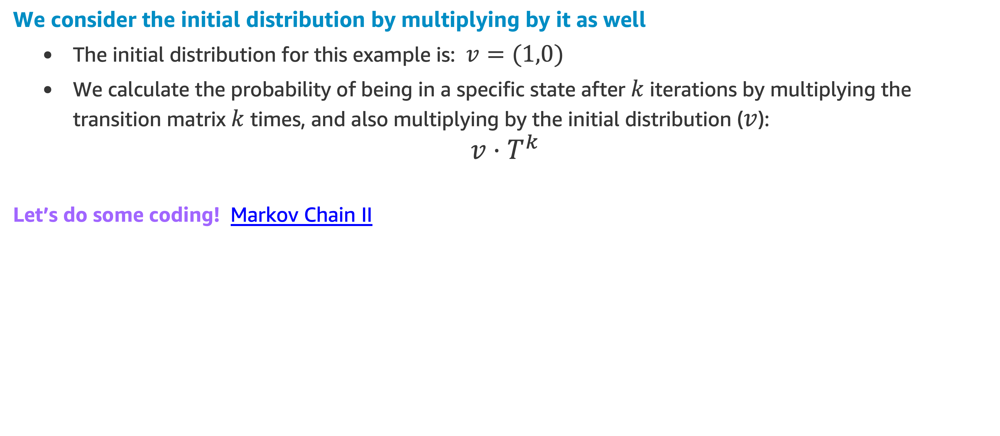 We consider the initial distribution by multiplying by it as well
• The initial distribution for this example is: v = (1,0)
• We calculate the probability of being in a specific state after k iterations by multiplying the
transition matrix k times, and also multiplying by the initial distribution (v):
v · T^k
Let’s do some coding! Markov Chain II